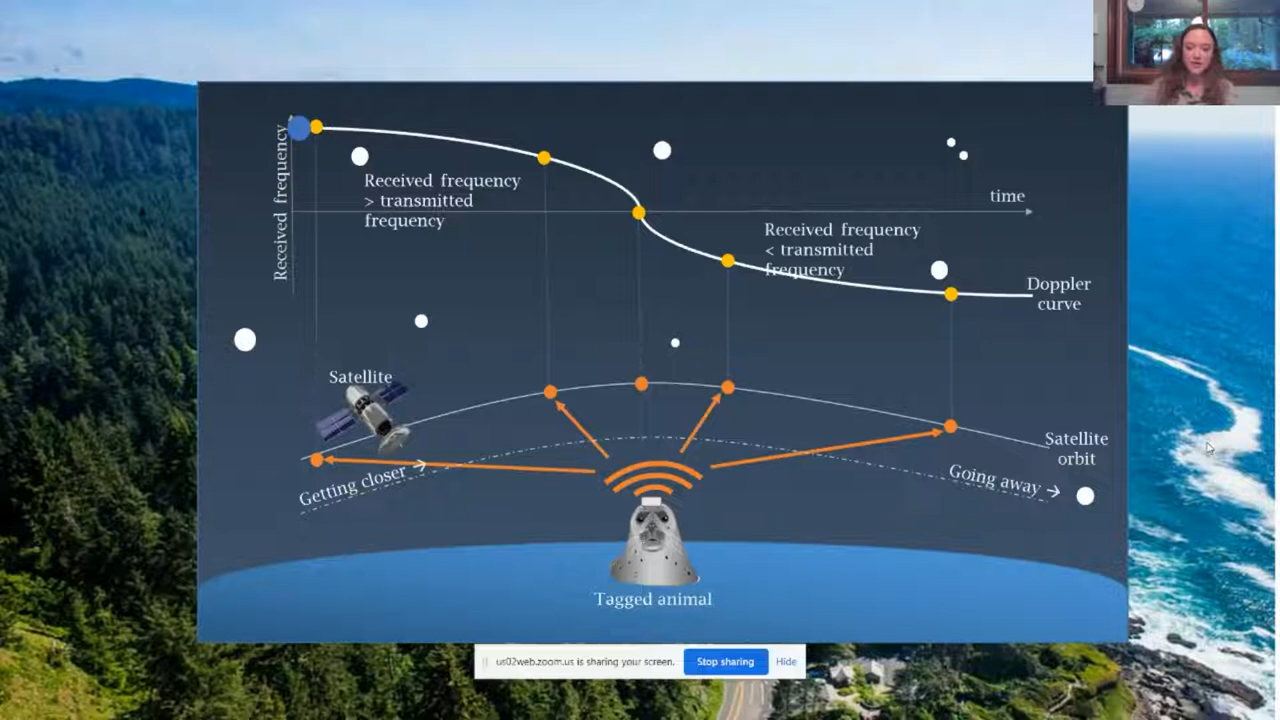 Received frequency
Received frequency
> transmitted
frequency
time
Received frequency
< transmitted
frequency
Doppler
curve
Satellite
Satellite
orbit
Getting closer →
Going away →
Tagged animal
us02web.zoom.us is sharing your screen.
Stop sharing
Hide